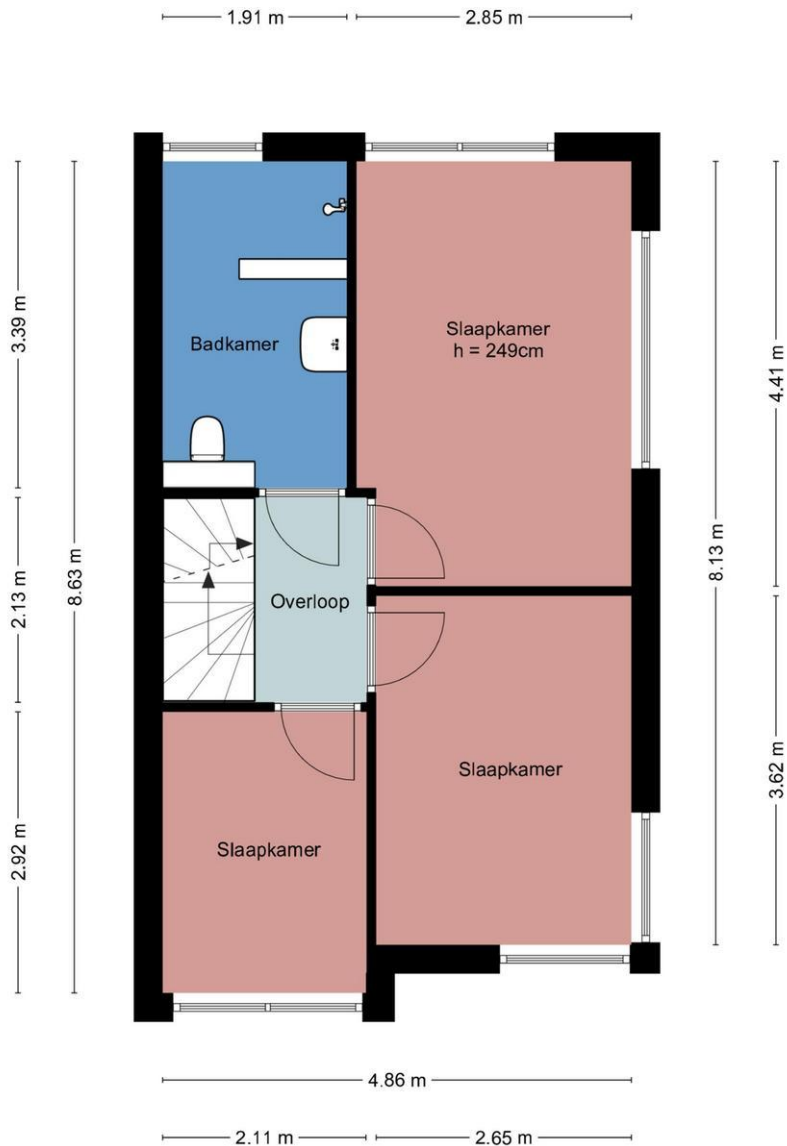 1.91 m
2.85 m
3.39 m
2.13 m
2.92 m
8.63 m
Badkamer
Slaapkamer
h = 249cm
Overloop
Slaapkamer
Slaapkamer
8.13 m
4.41 m
3.62 m
4.86 m
2.11 m
2.65 m